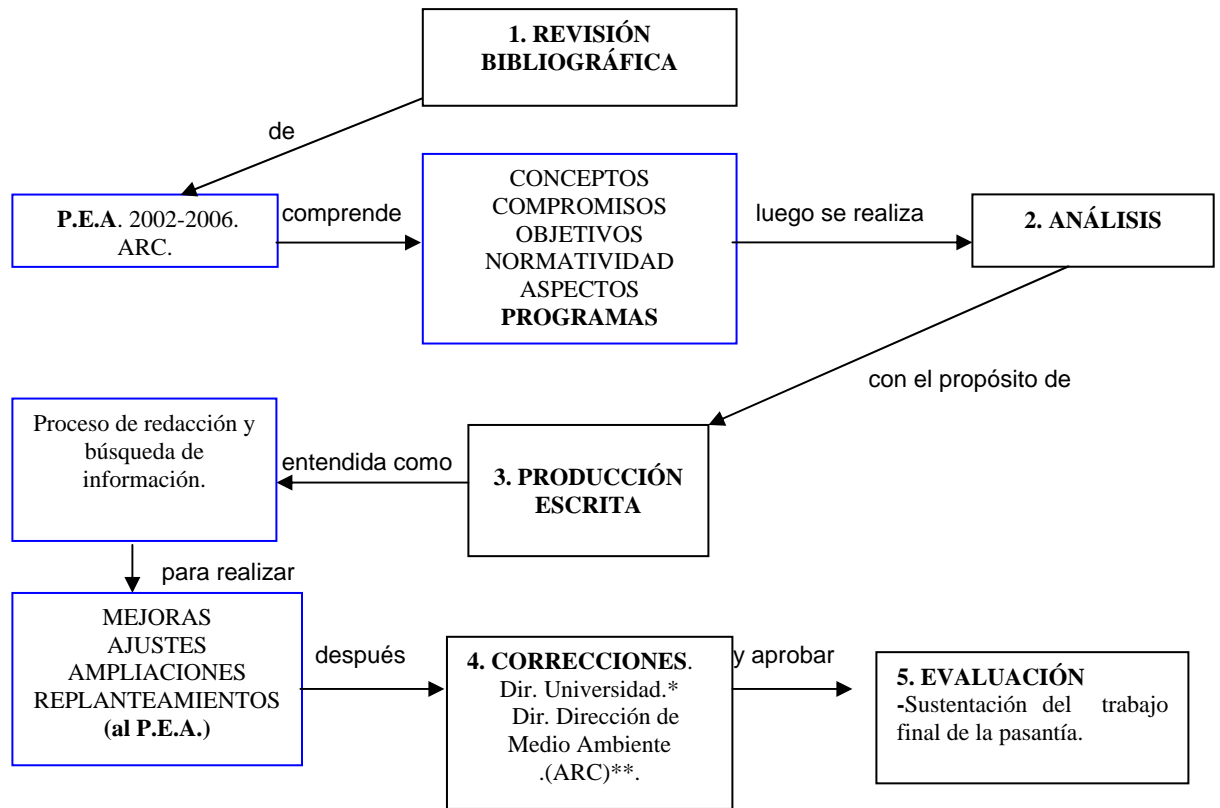 1. REVISIÓN
BIBLIOGRÁFICA
de
P.E.A. 2002-2006.
ARC.
comprende
CONCEPTOS
COMPROMISOS
OBJETIVOS
NORMATIVIDAD
ASPECTOS
PROGRAMAS
luego se realiza
2. ANÁLISIS
con el propósito de
3. PRODUCCIÓN
ESCRITA
entendida como
Proceso de redacción y
búsqueda de
información.
para realizar
MEJORAS
AJUSTES
AMPLIACIONES
REPLANTEAMIENTOS
(al P.E.A.)
después
4. CORRECCIONES.
Dir. Universidad.*
Dir. Dirección de
Medio Ambiente
.(ARC)**.
y aprobar
5. EVALUACIÓN
-Sustentación del trabajo
final de la pasantía.